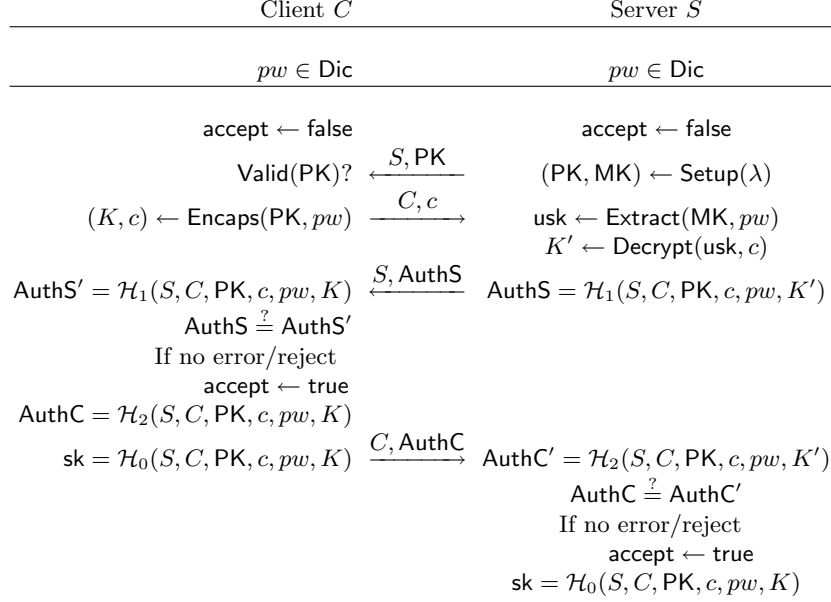 Client C Server S
pw ∈ Dic pw ∈ Dic
accept ← false accept ← false
Valid(PK)? S, PK (PK, MK) ← Setup(λ)
(K, c) ← Encaps(PK, pw) C, c usk ← Extract(MK, pw)
K′ ← Decrypt(usk, c)
AuthS′ = H₁(S, C, PK, c, pw, K) S, AuthS AuthS = H₁(S, C, PK, c, pw, K′)
AuthS ≟ AuthS′
If no error/reject
accept ← true
AuthC = H₂(S, C, PK, c, pw, K)
sk = H₀(S, C, PK, c, pw, K) C, AuthC AuthC′ = H₂(S, C, PK, c, pw, K′)
AuthC ≟ AuthC′
If no error/reject
accept ← true
sk = H₀(S, C, PK, c, pw, K)